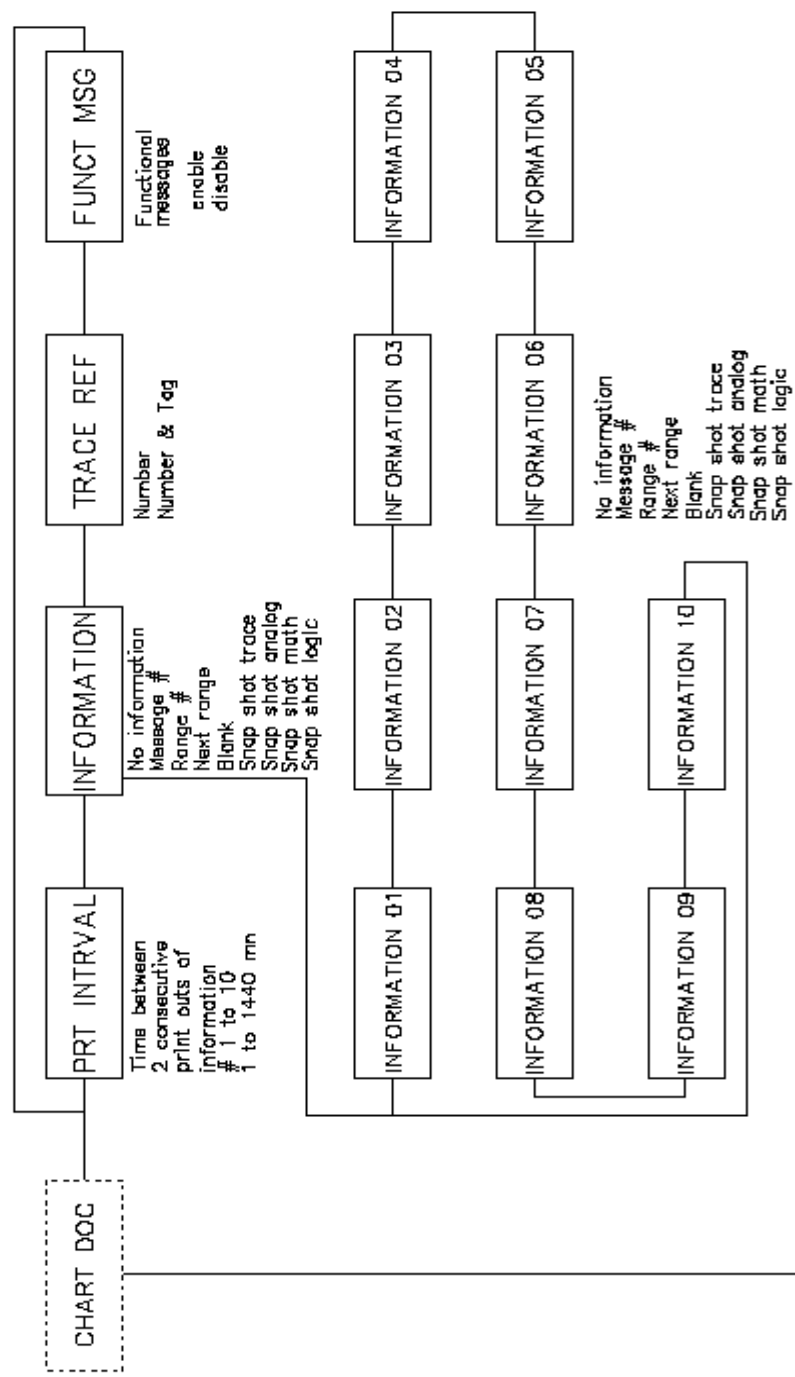 CHART DOC
PRT INTRVAL
Time between
2 consecutive
print outs of
information
# 1 to 10
1 to 1440 mn
INFORMATION
No information
Message #
Range #
Next range
Blank
Snap shot trace
Snap shot analog
Snap shot math
Snap shot logic
TRACE REF
Number
Number & Tag
FUNCT MSG
Functional
messages
enable
disable
INFORMATION 01
INFORMATION 02
INFORMATION 03
INFORMATION 04
INFORMATION 08
INFORMATION 07
INFORMATION 06
INFORMATION 05
No information
Message #
Range #
Next range
Blank
Snap shot trace
Snap shot analog
Snap shot math
Snap shot logic
INFORMATION 09
INFORMATION 10